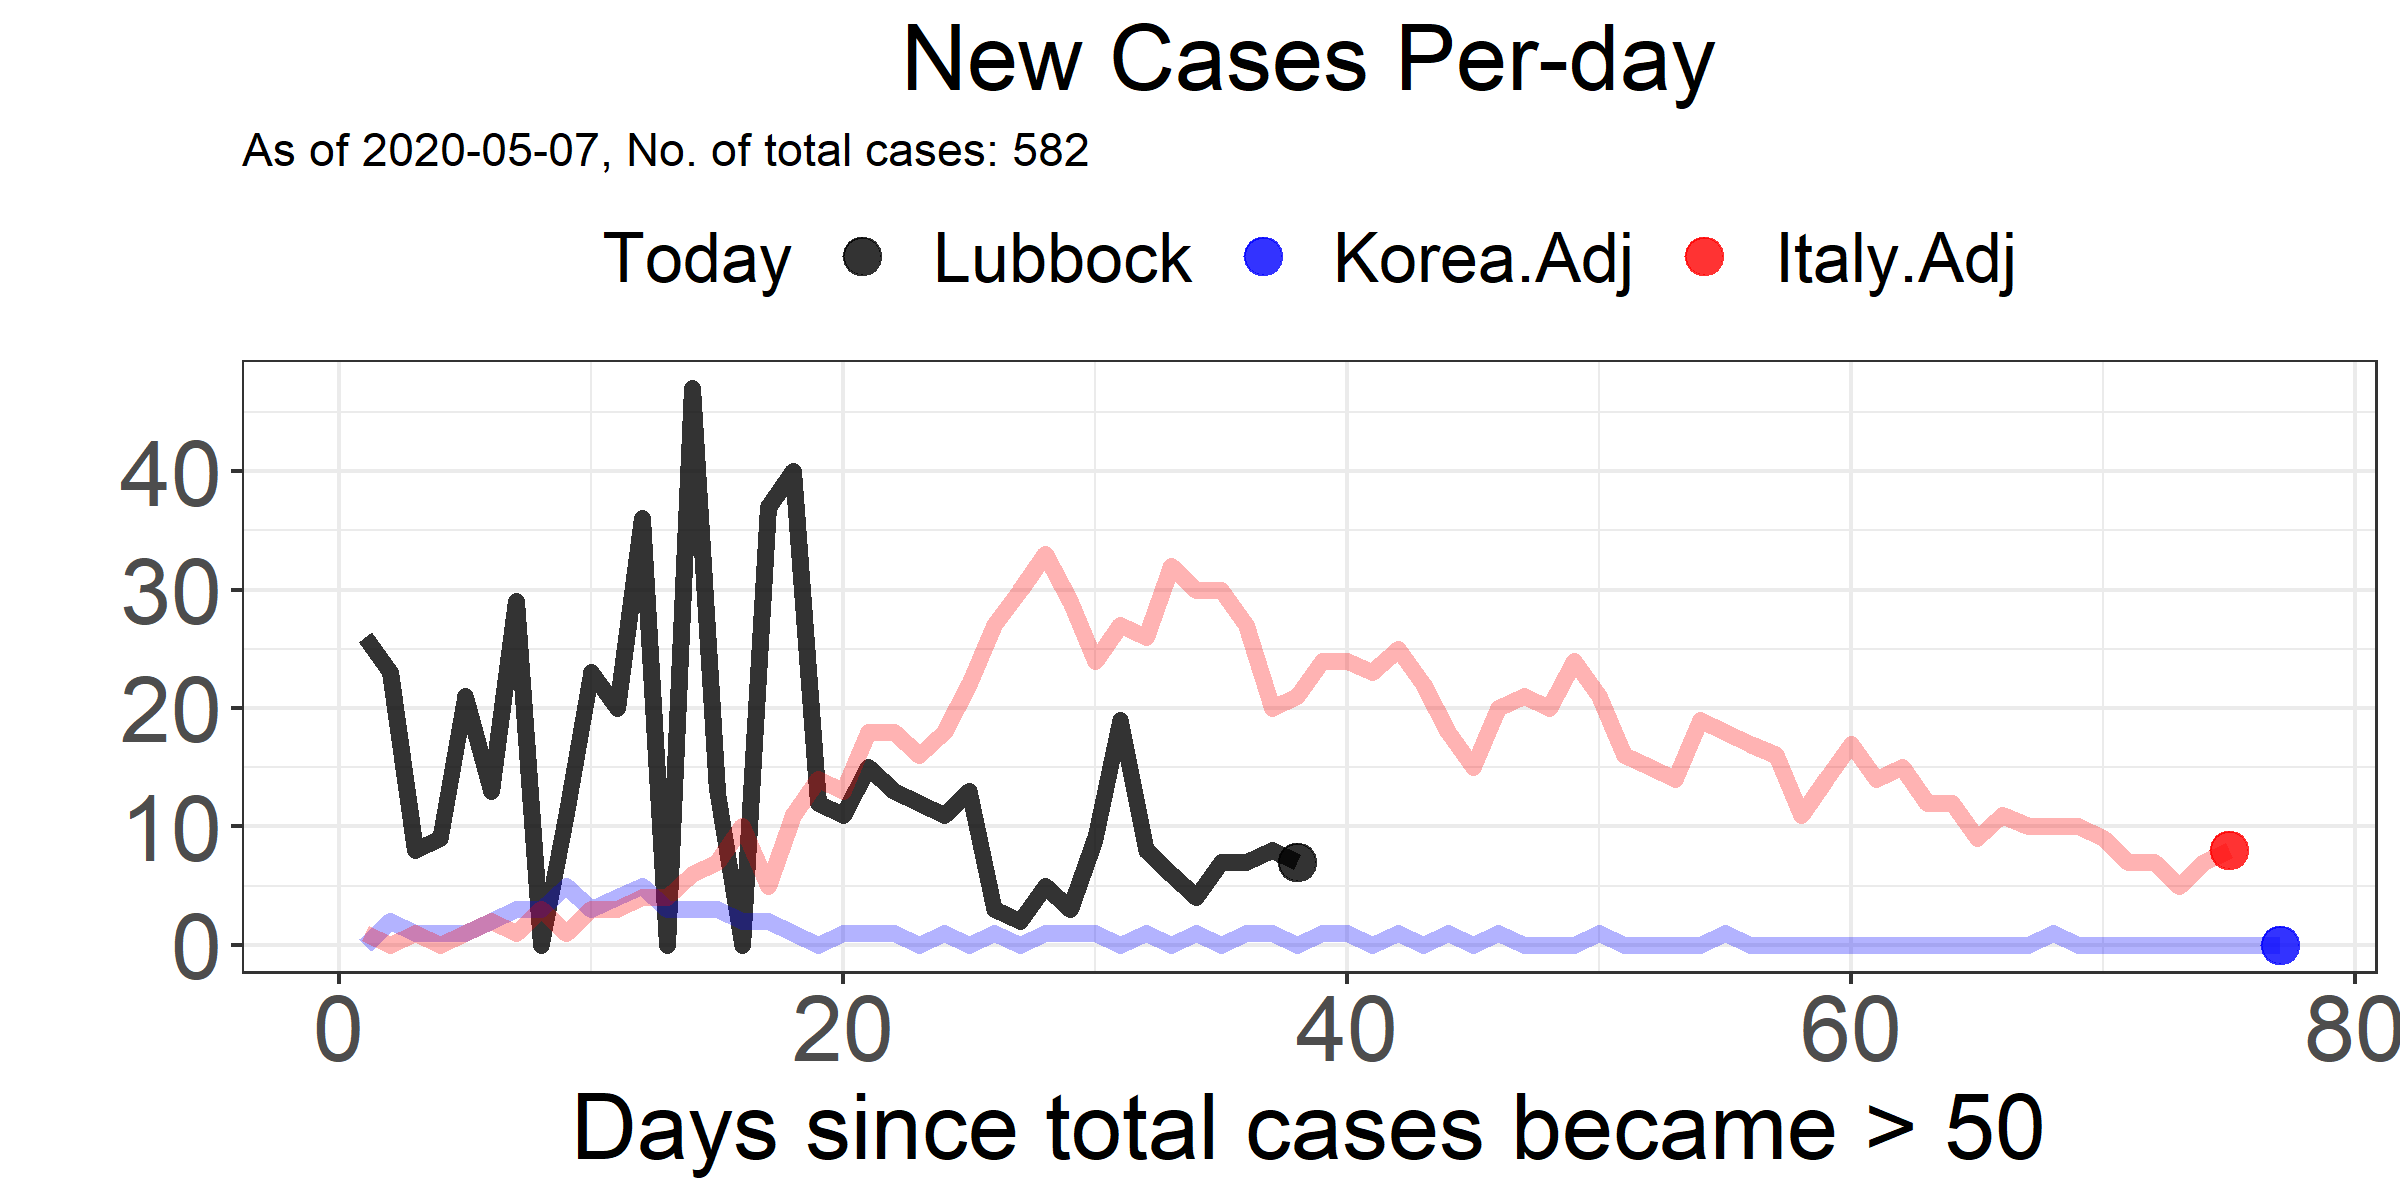 New Cases Per-day
As of 2020-05-07, No. of total cases: 582
Today Lubbock Korea.Adj Italy.Adj
40
30
20
10
0
0 20 40 60 80
Days since total cases became > 50